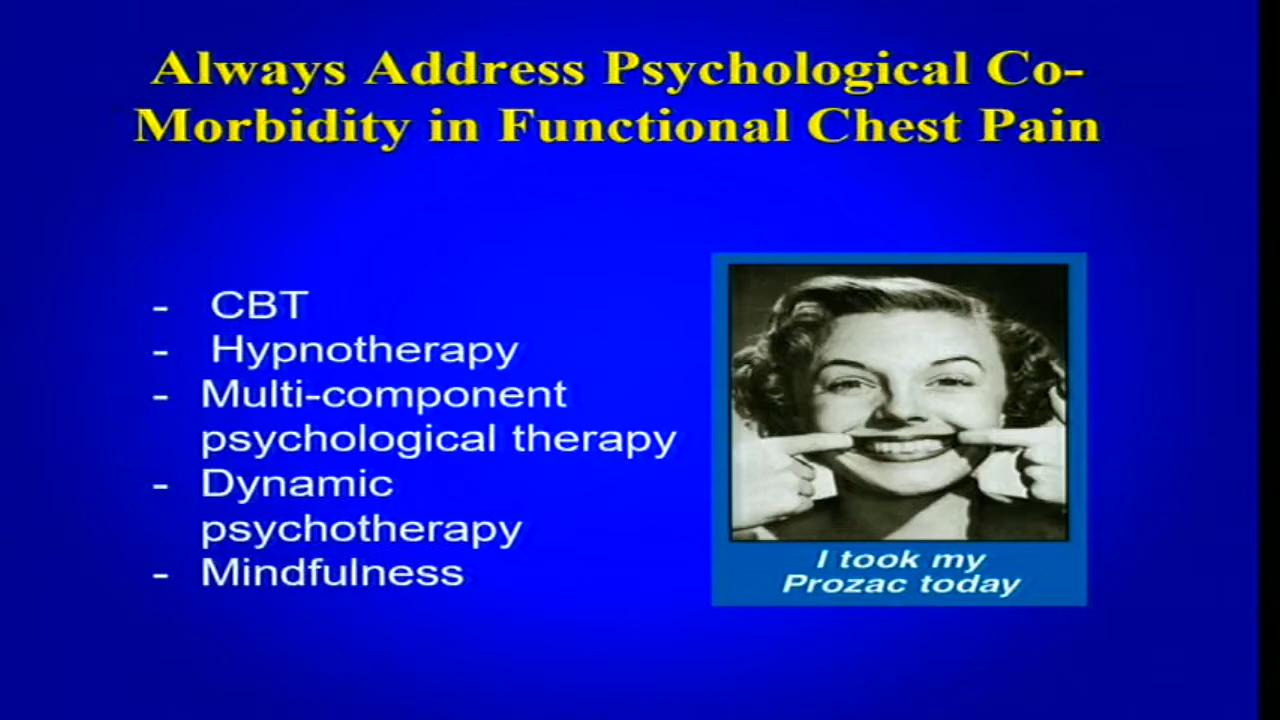 Always Address Psychological Co-
Morbidity in Functional Chest Pain
- CBT
- Hypnotherapy
- Multi-component
psychological therapy
- Dynamic
psychotherapy
- Mindfulness
I took my
Prozac today